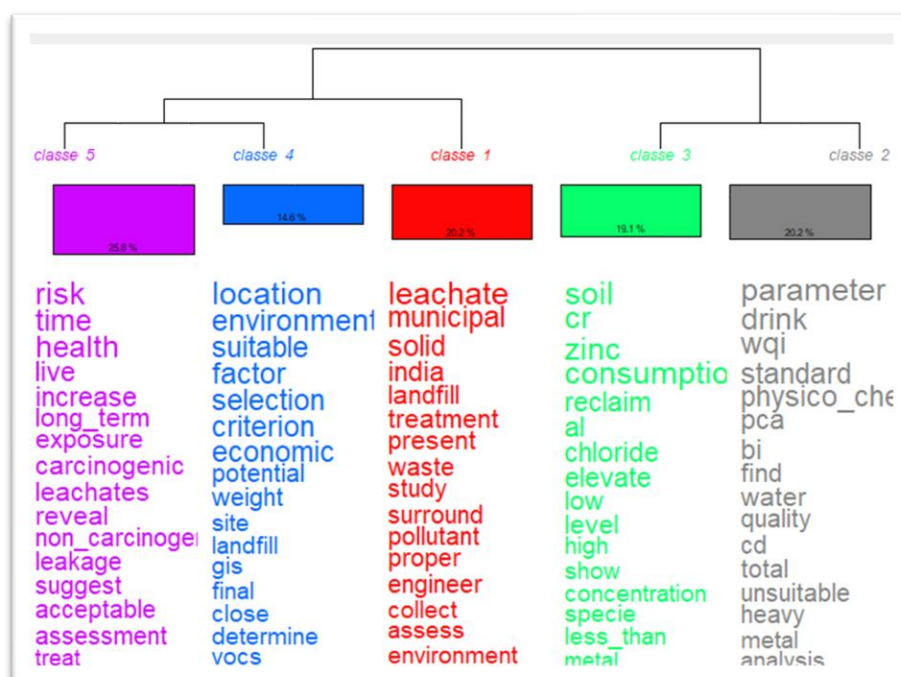 classe 5
classe 4
classe 1
classe 3
classe 2
25.8 %
14.6 %
20.2 %
19.1 %
20.2 %
risk
time
health
live
increase
long_term
exposure
carcinogenic
leachates
reveal
non_carcinoge
leakage
suggest
acceptable
assessment
treat
location
environment
suitable
factor
selection
criterion
economic
potential
weight
site
landfill
gis
final
close
determine
vocs
leachate
municipal
solid
india
landfill
treatment
present
waste
study
surround
pollutant
proper
engineer
collect
assess
environment
soil
cr
zinc
consumptio
reclaim
al
chloride
elevate
low
level
high
show
concentration
specie
less_than
metal
parameter
drink
wqi
standard
physico_che
pca
bi
find
water
quality
cd
total
unsuitable
heavy
metal
analysis